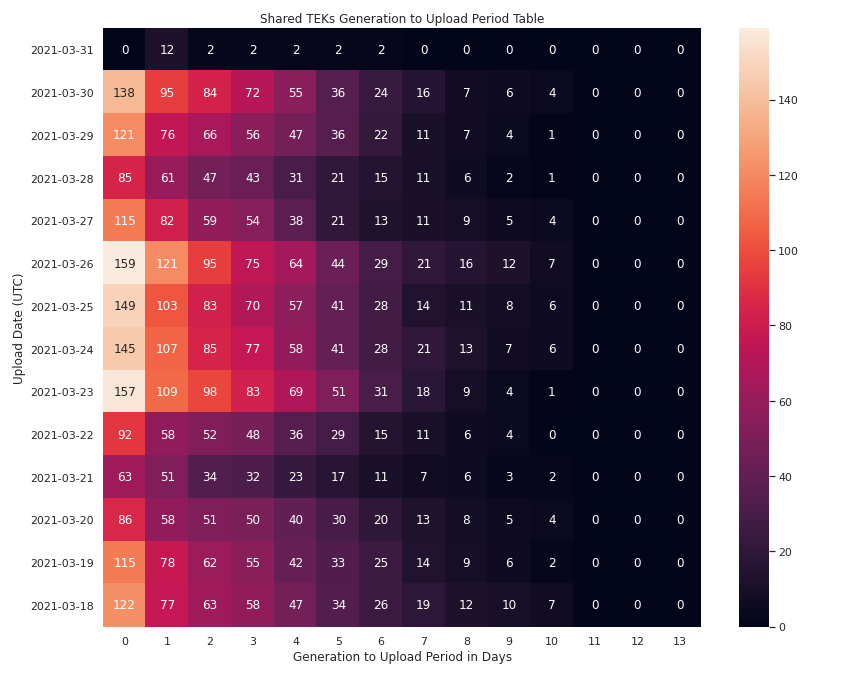 Shared TEKs Generation to Upload Period Table
Upload Date (UTC)
2021-03-31 0 12 2 2 2 2 2 0 0 0 0 0 0 0
2021-03-30 138 95 84 72 55 36 24 16 7 6 4 0 0 0
2021-03-29 121 76 66 56 47 36 22 11 7 4 1 0 0 0
2021-03-28 85 61 47 43 31 21 15 11 6 2 1 0 0 0
2021-03-27 115 82 59 54 38 21 13 11 9 5 4 0 0 0
2021-03-26 159 121 95 75 64 44 29 21 16 12 7 0 0 0
2021-03-25 149 103 83 70 57 41 28 14 11 8 6 0 0 0
2021-03-24 145 107 85 77 58 41 28 21 13 7 6 0 0 0
2021-03-23 157 109 98 83 69 51 31 18 9 4 1 0 0 0
2021-03-22 92 58 52 48 36 29 15 11 6 4 0 0 0 0
2021-03-21 63 51 34 32 23 17 11 7 6 3 2 0 0 0
2021-03-20 86 58 51 50 40 30 20 13 8 5 4 0 0 0
2021-03-19 115 78 62 55 42 33 25 14 9 6 2 0 0 0
2021-03-18 122 77 63 58 47 34 26 19 12 10 7 0 0 0
0 1 2 3 4 5 6 7 8 9 10 11 12 13
Generation to Upload Period in Days
140
120
100
80
60
40
20
0